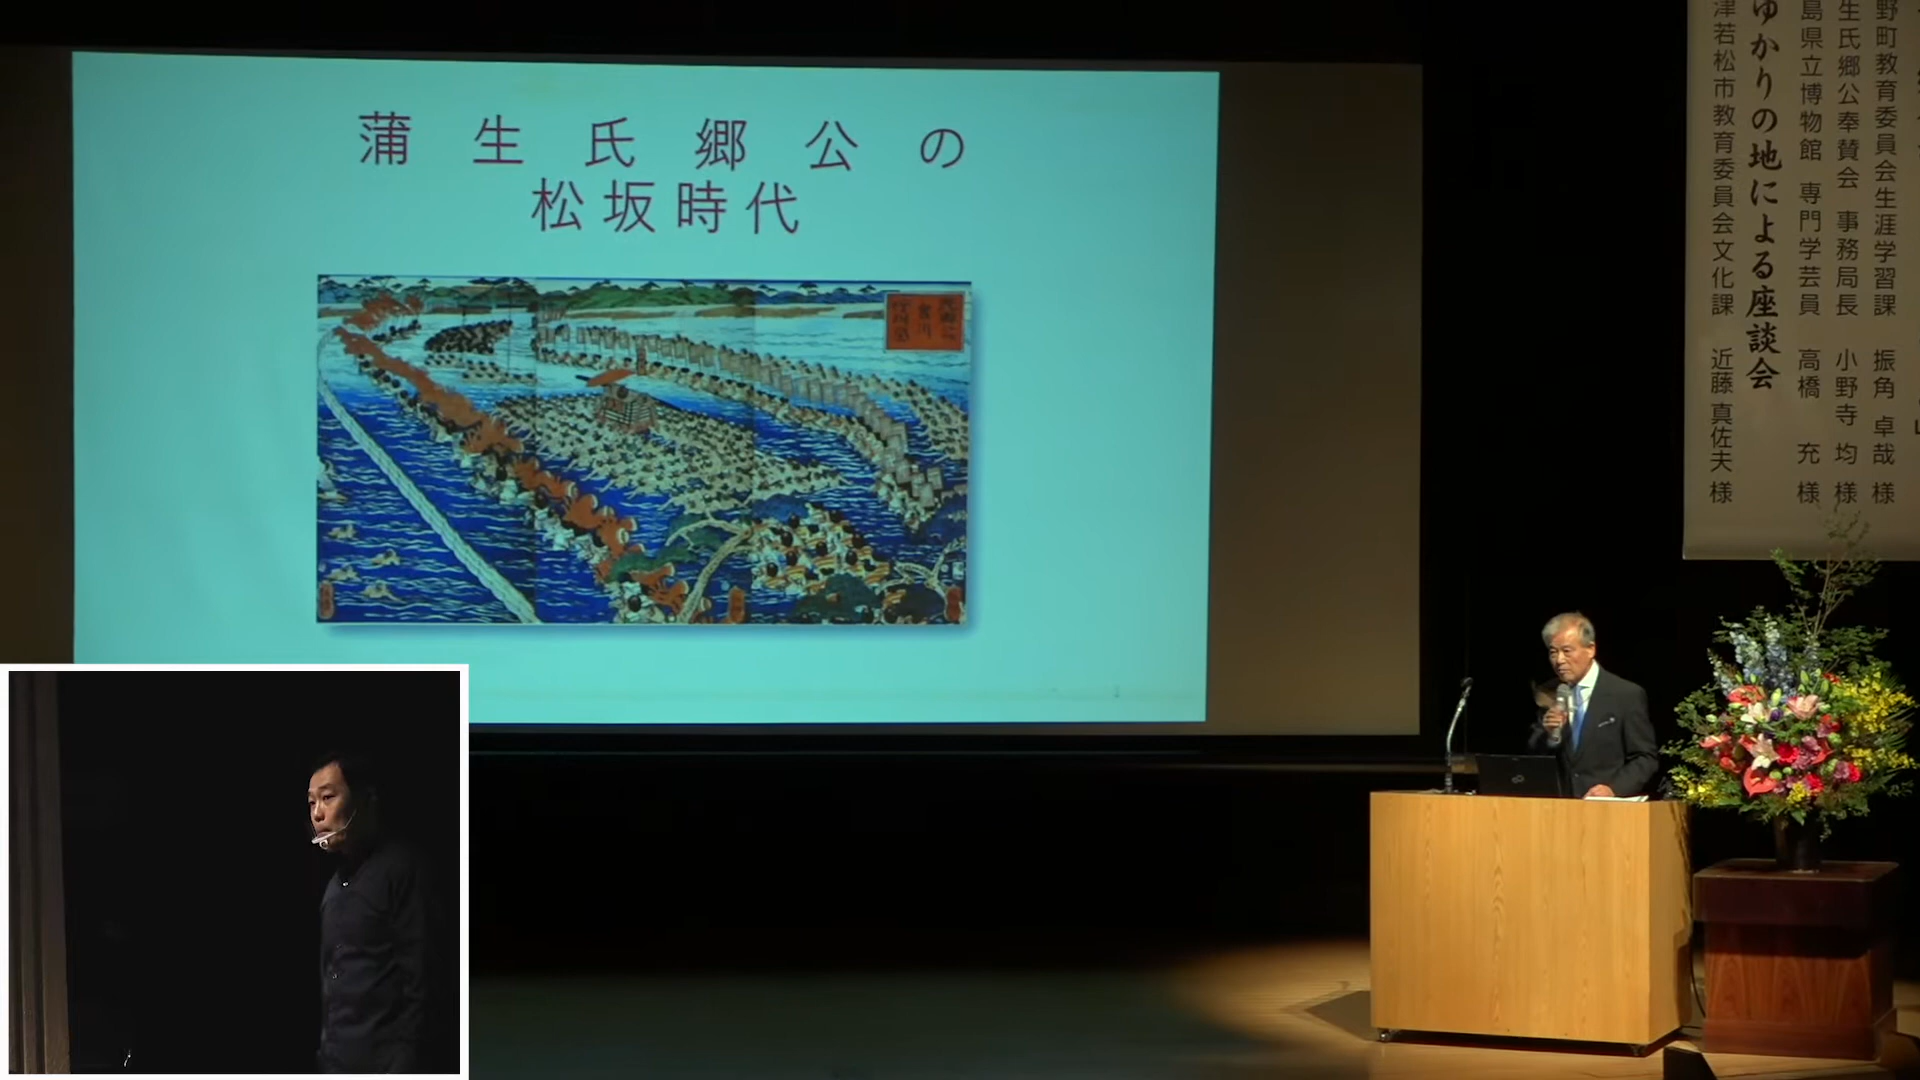 蒲生氏郷公の
松坂時代
野町教育委員会生涯学習課 振角 卓哉 様
生氏郷公奉賛会 事務局長 小野寺 均 様
島県立博物館 専門学芸員 高橋 充 様
ゆかりの地による座談会
津若松市教育委員会文化課 近藤 真佐夫 様